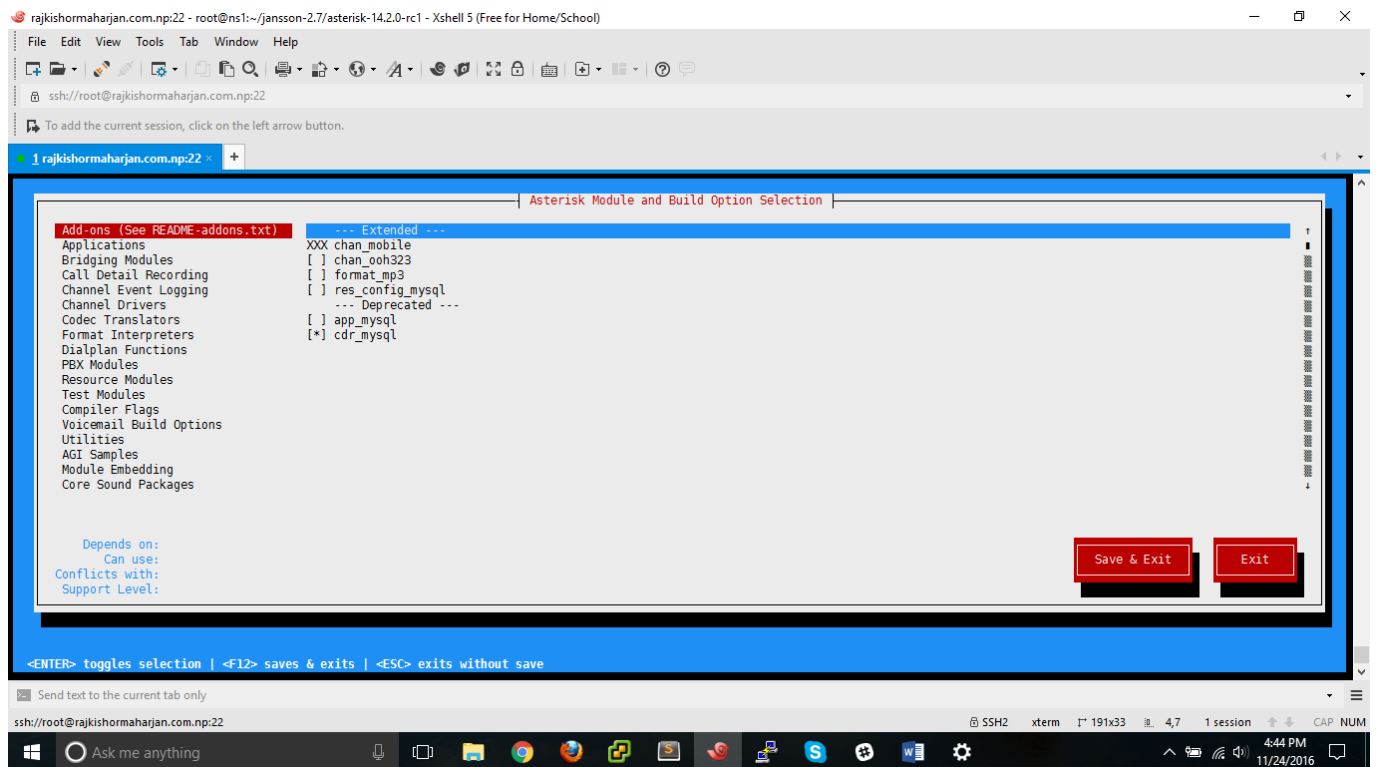 rajkishormaharjan.com.np:22 - root@ns1:~/jansson-2.7/asterisk-14.2.0-rc1 - Xshell 5 (Free for Home/School)
File Edit View Tools Tab Window Help
ssh://root@rajkishormaharjan.com.np:22
To add the current session, click on the left arrow button.
1 rajkishormaharjan.com.np:22 × +
Asterisk Module and Build Option Selection
Add-ons (See README-addons.txt) --- Extended ---
Applications XXX chan_mobile
Bridging Modules [ ] chan_ooh323
Call Detail Recording [ ] format_mp3
Channel Event Logging [ ] res_config_mysql
Channel Drivers --- Deprecated ---
Codec Translators [ ] app_mysql
Format Interpreters [*] cdr_mysql
Dialplan Functions
PBX Modules
Resource Modules
Test Modules
Compiler Flags
Voicemail Build Options
Utilities
AGI Samples
Module Embedding
Core Sound Packages
Depends on:
Can use:
Conflicts with:
Support Level:
Save & Exit Exit
<ENTER> toggles selection | <F12> saves & exits | <ESC> exits without save
Send text to the current tab only
ssh://root@rajkishormaharjan.com.np:22 SSH2 xterm 191x33 4,7 1 session CAP NUM
Ask me anything 4:44 PM
11/24/2016